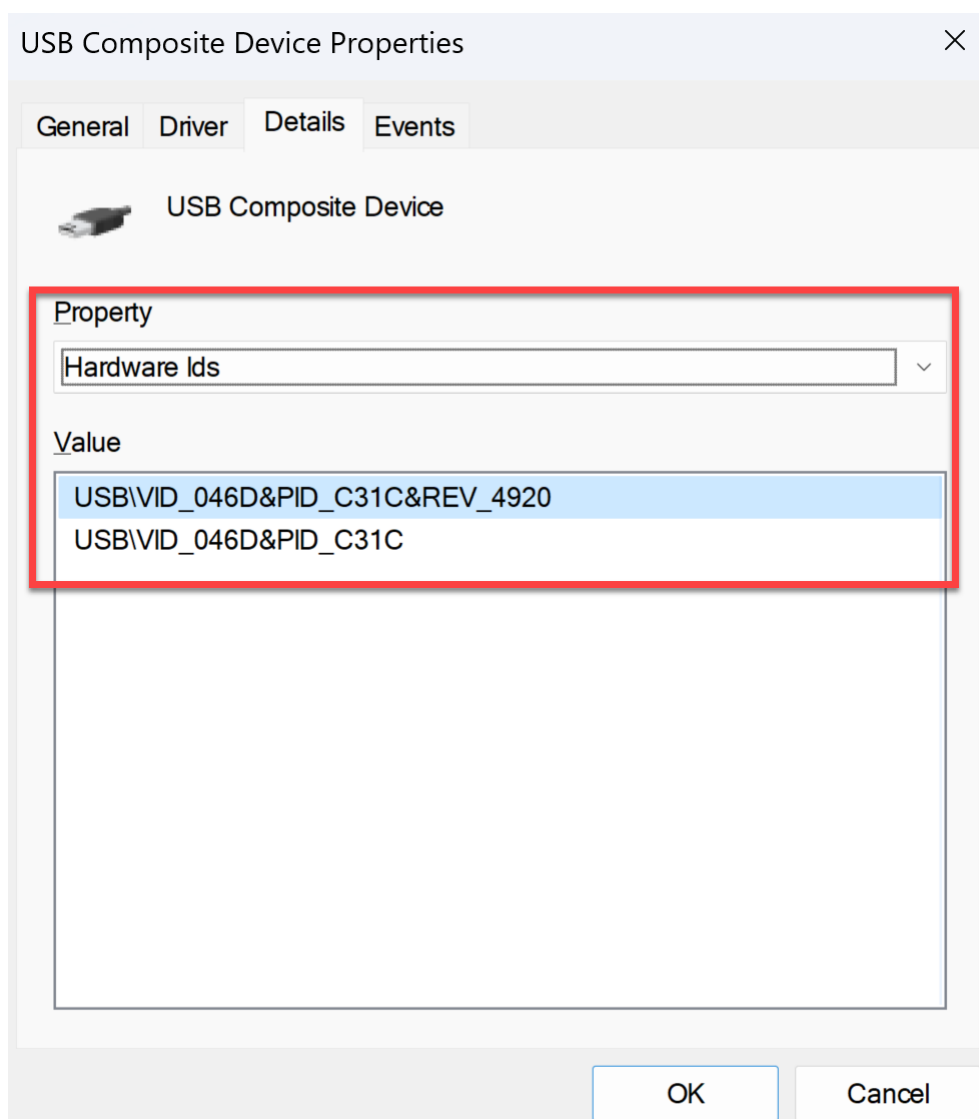 USB Composite Device Properties
General Driver Details Events
USB Composite Device
Property
Hardware Ids
Value
USB\VID_046D&PID_C31C&REV_4920
USB\VID_046D&PID_C31C
OK Cancel